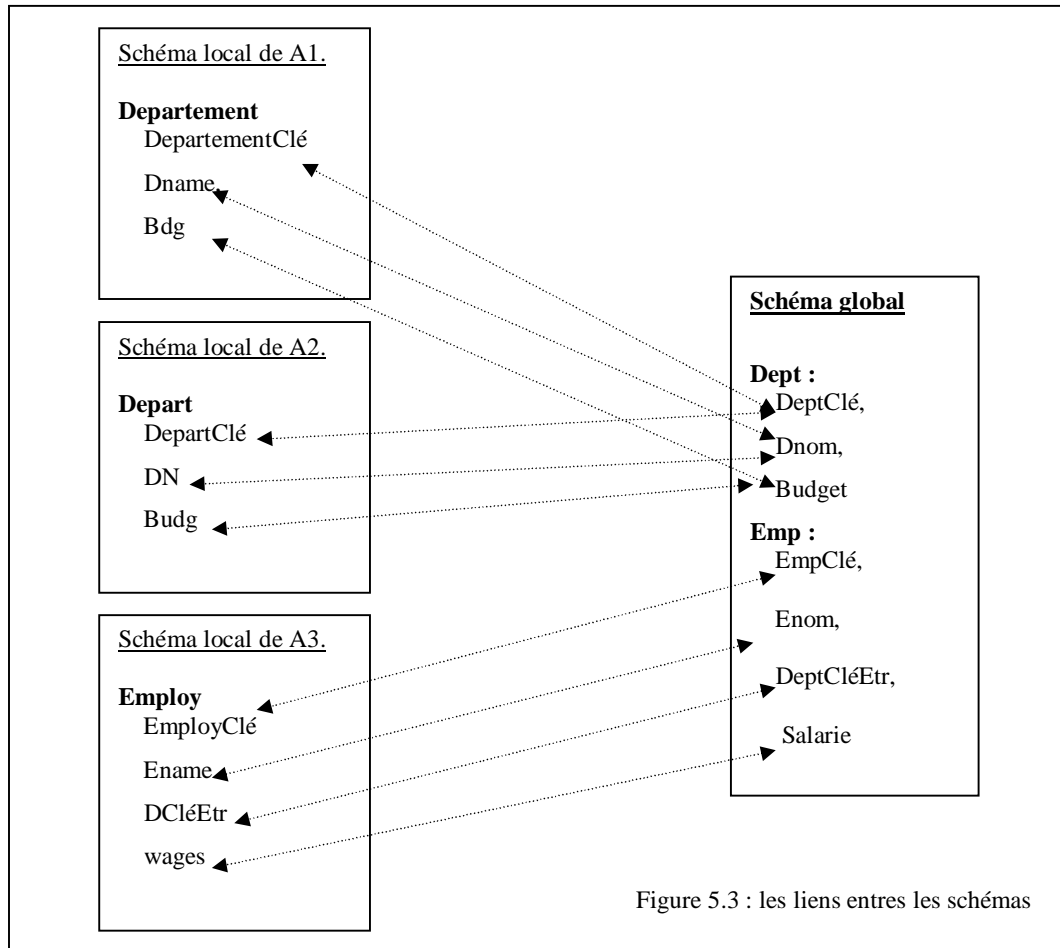 Schéma local de A1.
Departement
DepartementClé
Dname,
Bdg
Schéma local de A2.
Depart
DepartClé
DN
Budg
Schéma local de A3.
Employ
EmployClé
Ename
DCléEtr
wages
Schéma global
Dept :
DeptClé,
Dnom,
Budget
Emp :
EmpClé,
Enom,
DeptCléEtr,
Salarie
Figure 5.3 : les liens entres les schémas